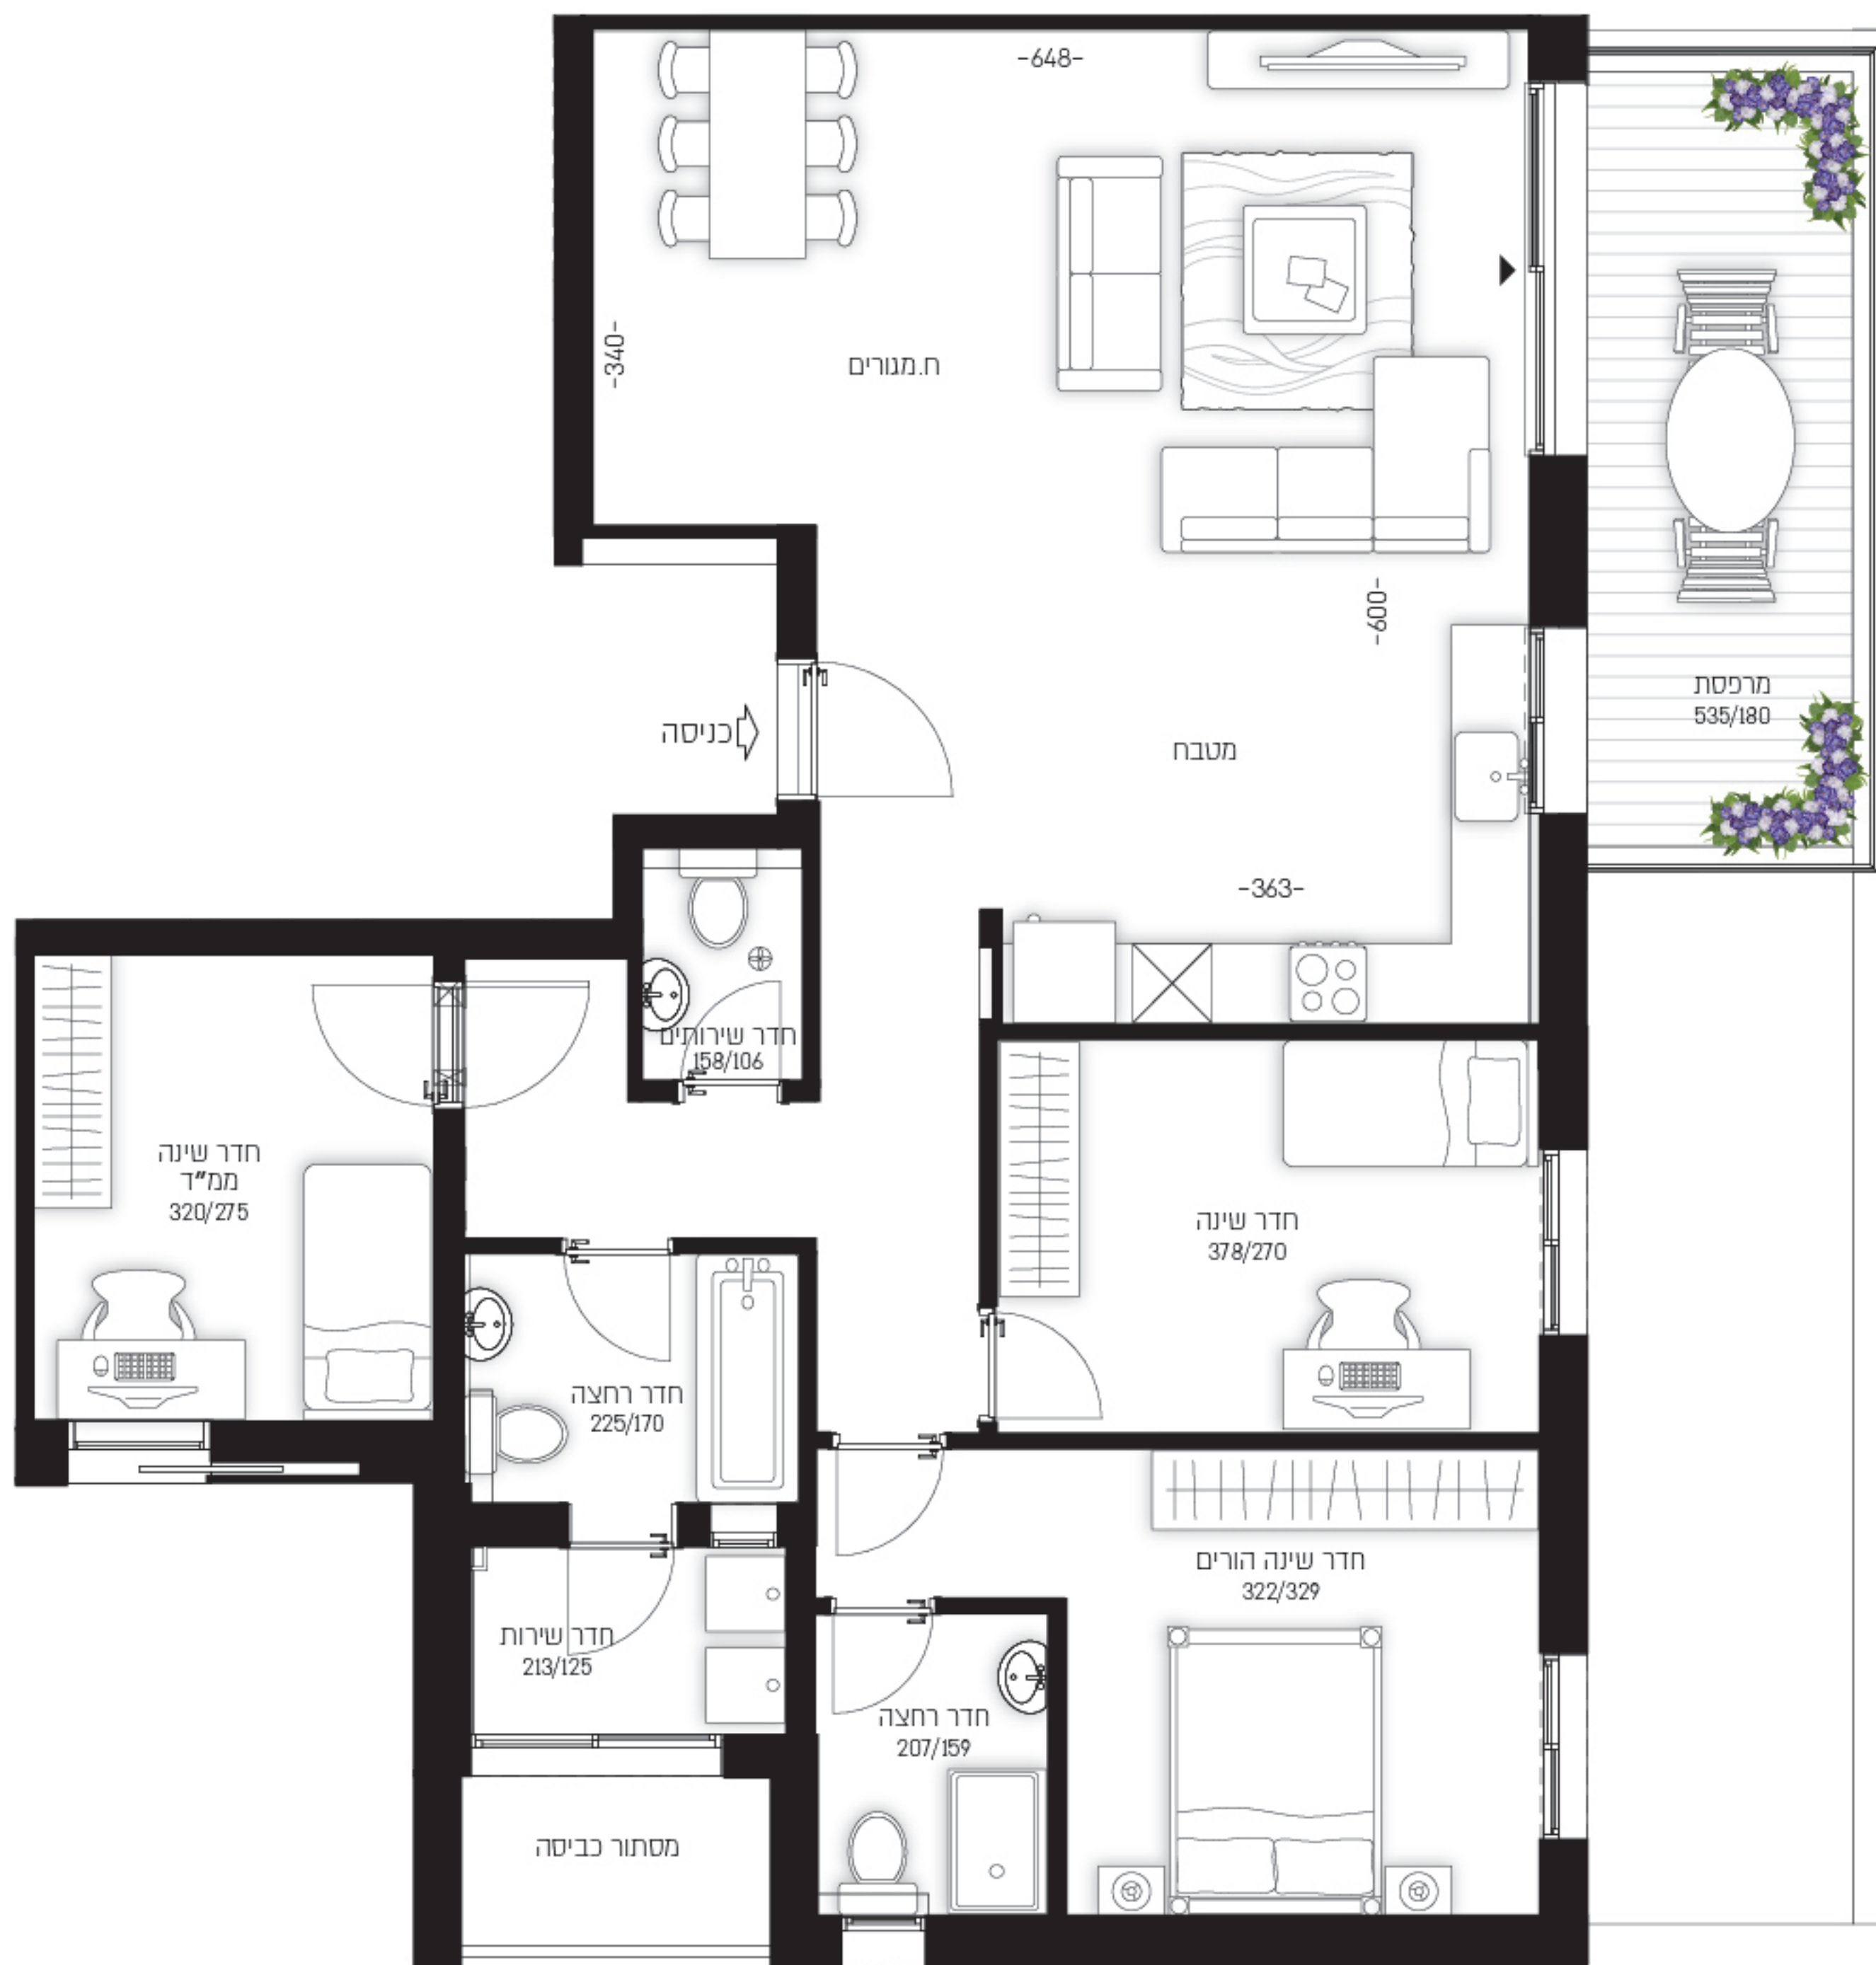 -648-
-340-
ח.מגורים
-600-
מרפסת
535/180
כניסה
מטבח
-363-
חדר שירותים
158/106
חדר שינה
ממ"ד
320/275
חדר שינה
378/270
חדר רחצה
225/170
חדר שינה הורים
322/329
חדר שירות
213/125
חדר רחצה
207/159
מסתור כביסה